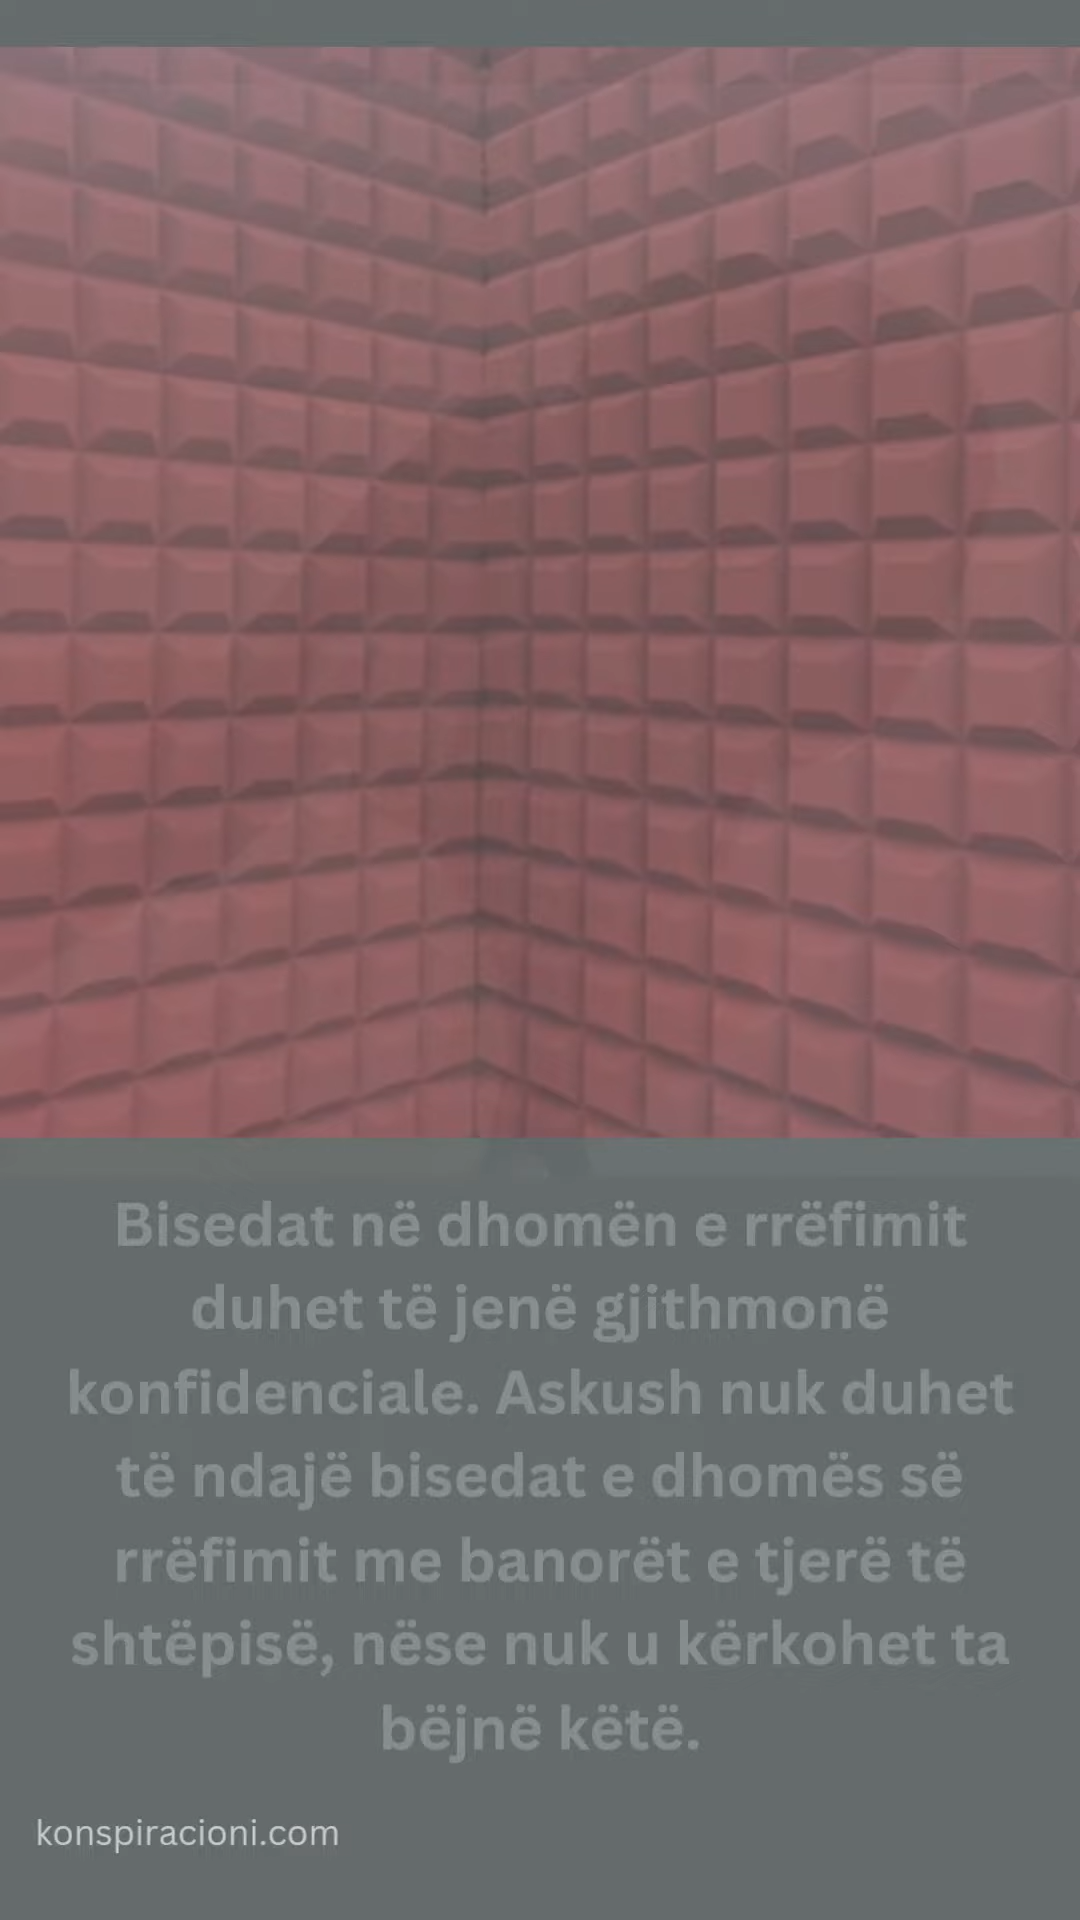 Bisedat në dhomën e rrëfimit
duhet të jenë gjithmonë
konfidenciale. Askush nuk duhet
të ndajë bisedat e dhomës së
rrëfimit me banorët e tjerë të
shtëpisë, nëse nuk u kërkohet ta
bëjnë këtë.
konspiracioni.com